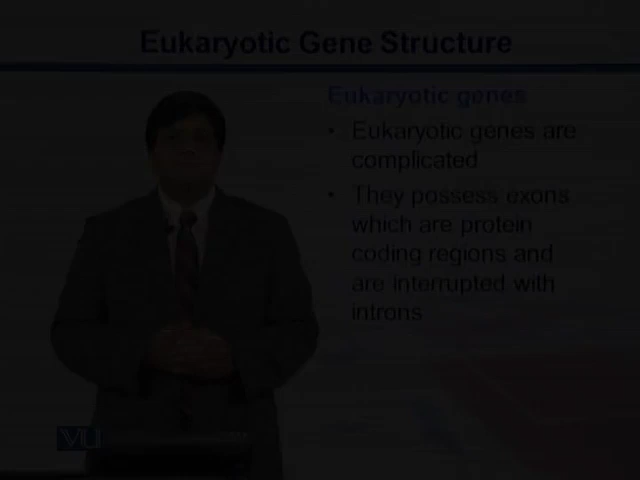 Eukaryotic Gene Structure
Eukaryotic genes
• Eukaryotic genes are
complicated
• They possess exons
which are protein
coding regions and
are interrupted with
introns
VU